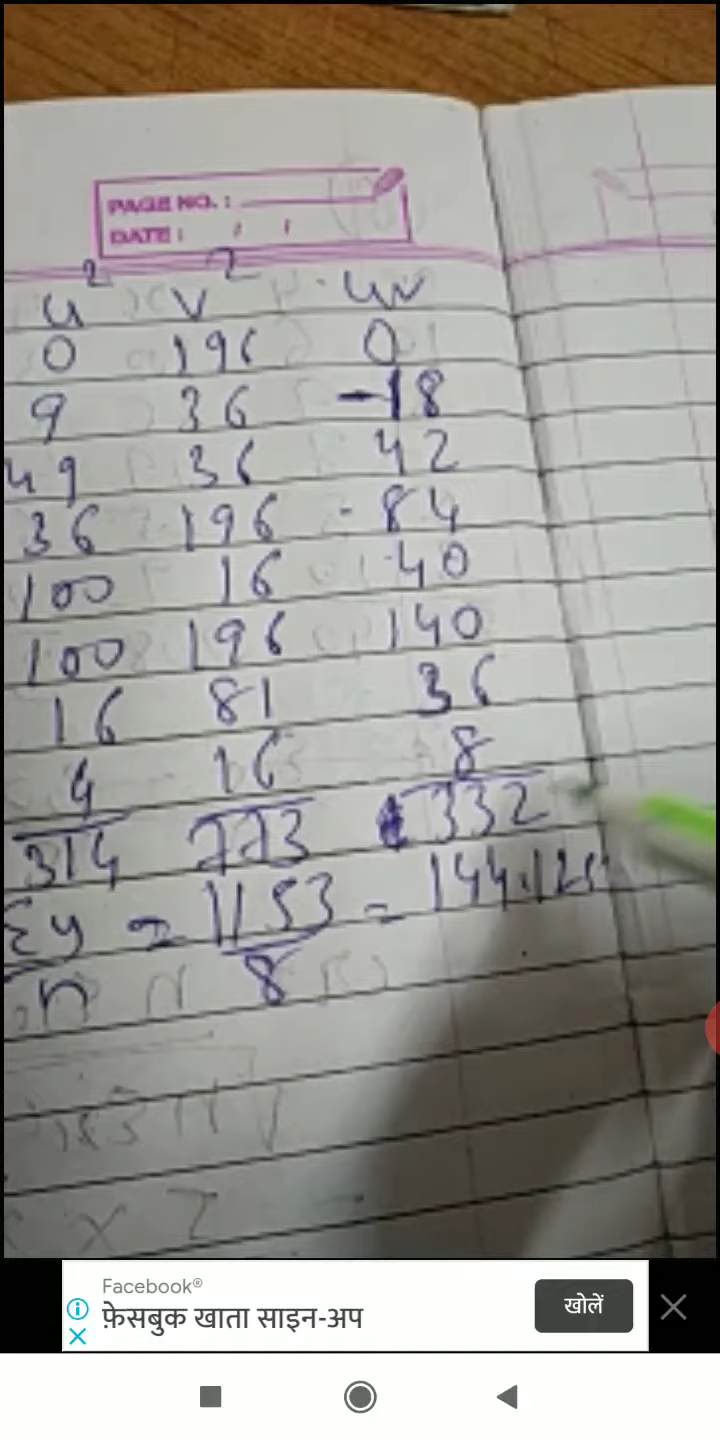 PAGE NO. :
DATE : / /
u² v² uv
0 196 0
9 36 -18
49 36 42
36 196 -84
100 16 40
100 196 140
16 81 36
4 16 8
314 773 332
Σy = 1153 = 144.125
n 8
Facebook®
फ़ेसबुक खाता साइन-अप
खोलें